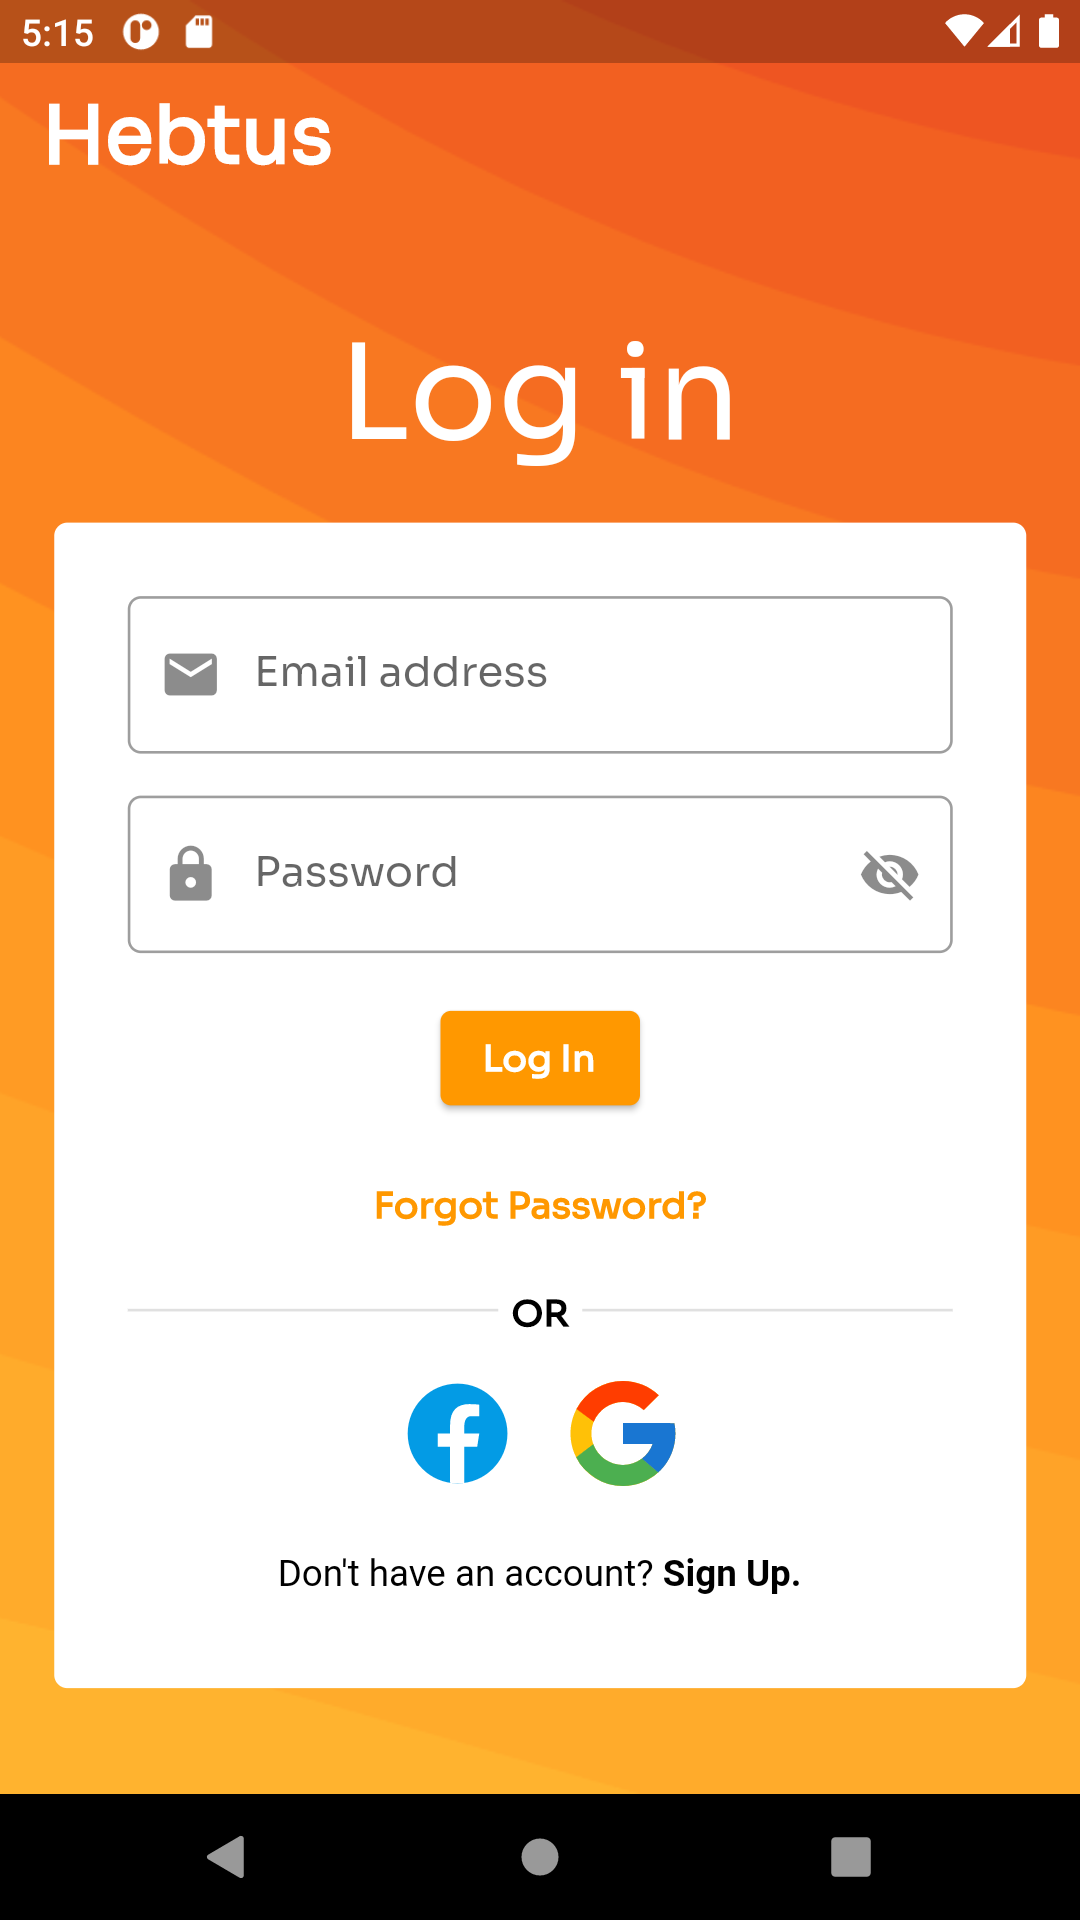 5:15
Hebtus
Log in
Email address
Password
Log In
Forgot Password?
OR
Don't have an account? Sign Up.